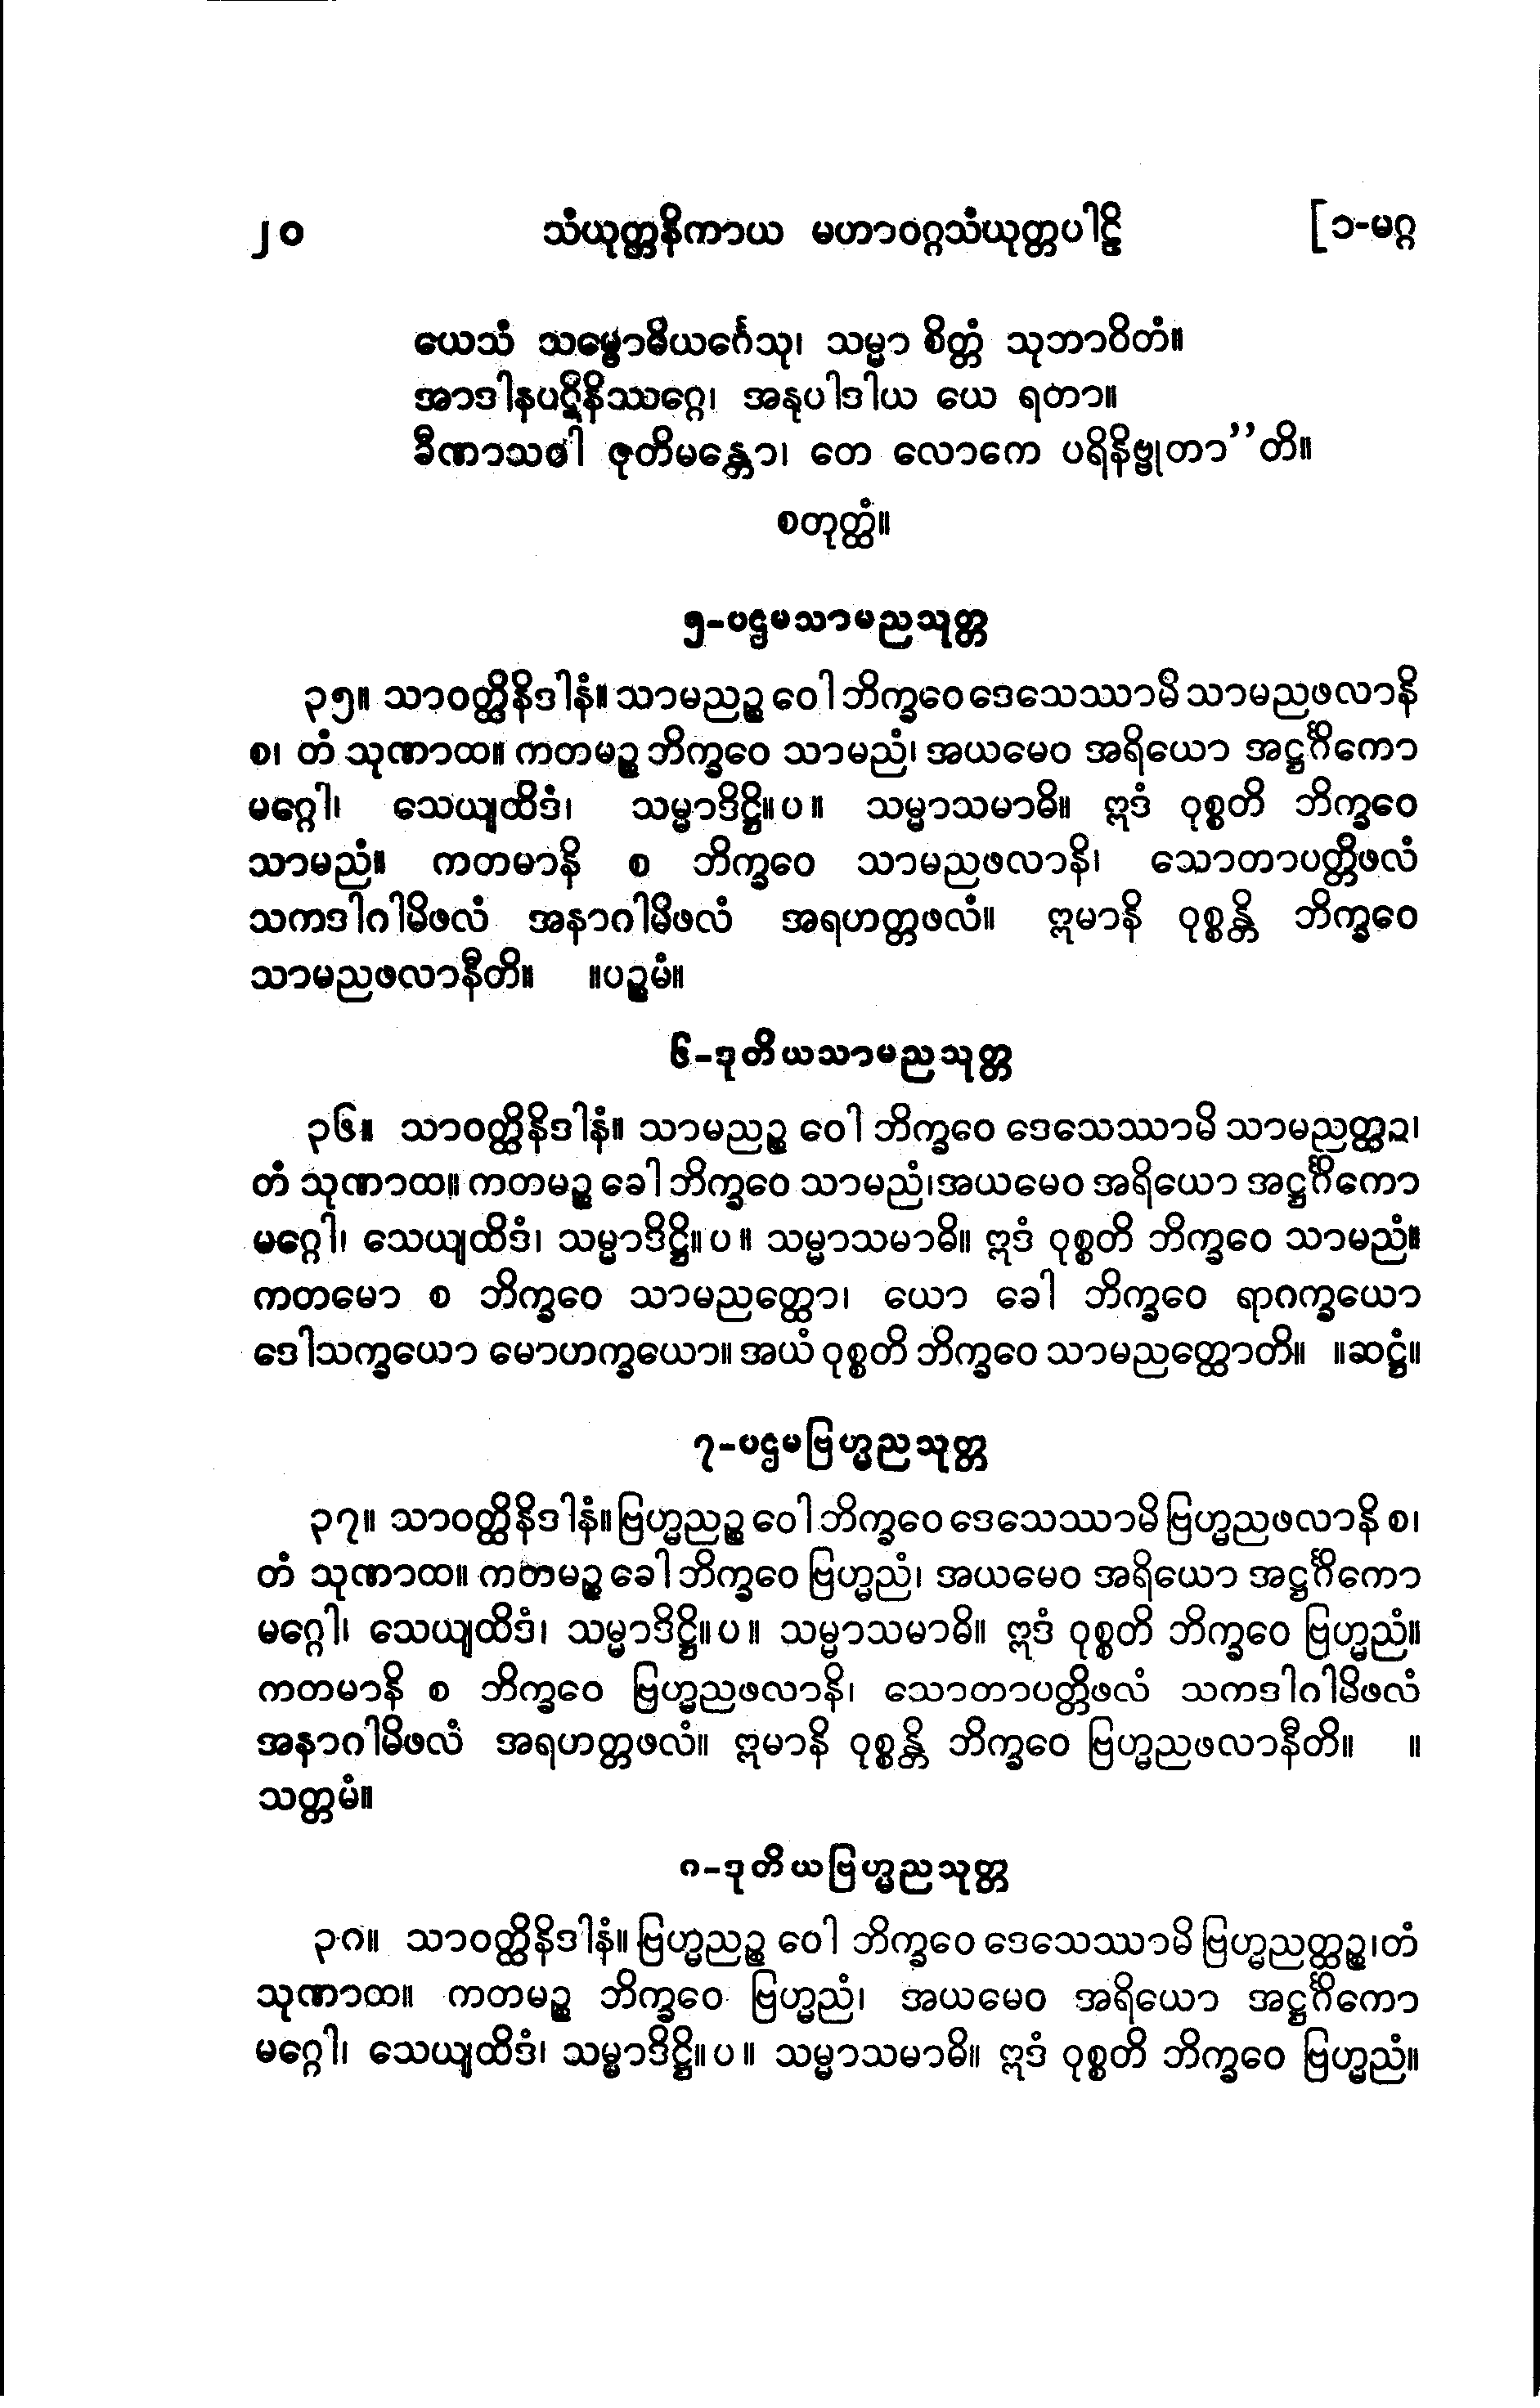 ၂၀ သံယုတ္တနိကာယ မဟာဝဂ္ဂသံယုတ္တပါဠိ [၁-မဂ္ဂ
ယေသံ သမ္ဗောဓိယင်္ဂေသု၊ သမ္မာ စိတ္တံ သုဘာဝိတံ။
အာဒါနပဋိနိဿဂ္ဂေ၊ အနုပါဒါယ ယေ ရတာ။
ခီဏာသဝါ ဇုတိမန္တော၊ တေ လောကေ ပရိနိဗ္ဗုတာ”တိ။
စတုတ္ထံ။
၅-ပဌမသာမညသုတ္တ
၃၅။ သာဝတ္ထိနိဒါနံ။ သာမညဉ္စ ဝေါ ဘိက္ခဝေ ဒေသေဿာမိ သာမညဖလာနိ
စ၊ တံ သုဏာထ။ ကတမဉ္စ ဘိက္ခဝေ သာမညံ၊ အယမေဝ အရိယော အဋ္ဌင်္ဂိကော
မဂ္ဂေါ၊ သေယျထိဒံ၊ သမ္မာဒိဋ္ဌိ။ပ။ သမ္မာသမာဓိ။ ဣဒံ ဝုစ္စတိ ဘိက္ခဝေ
သာမညံ။ ကတမာနိ စ ဘိက္ခဝေ သာမညဖလာနိ၊ သောတာပတ္တိဖလံ
သကဒါဂါမိဖလံ အနာဂါမိဖလံ အရဟတ္တဖလံ။ ဣမာနိ ဝုစ္စန္တိ ဘိက္ခဝေ
သာမညဖလာနီတိ။ ။ပဉ္စမံ။
၆-ဒုတိယသာမညသုတ္တ
၃၆။ သာဝတ္ထိနိဒါနံ။ သာမညဉ္စ ဝေါ ဘိက္ခဝေ ဒေသေဿာမိ သာမညတ္ထဉ္စ၊
တံ သုဏာထ။ ကတမဉ္စ ခေါ ဘိက္ခဝေ သာမညံ၊အယမေဝ အရိယော အဋ္ဌင်္ဂိကော
မဂ္ဂေါ၊ သေယျထိဒံ၊ သမ္မာဒိဋ္ဌိ။ပ။ သမ္မာသမာဓိ။ ဣဒံ ဝုစ္စတိ ဘိက္ခဝေ သာမညံ။
ကတမော စ ဘိက္ခဝေ သာမညတ္ထော၊ ယော ခေါ ဘိက္ခဝေ ရာဂက္ခယော
ဒေါသက္ခယော မောဟက္ခယော။ အယံ ဝုစ္စတိ ဘိက္ခဝေ သာမညတ္ထောတိ။ ။ဆဋ္ဌံ။
၇-ပဌမဗြဟ္မညသုတ္တ
၃၇။ သာဝတ္ထိနိဒါနံ။ ဗြဟ္မညဉ္စ ဝေါ ဘိက္ခဝေ ဒေသေဿာမိ ဗြဟ္မညဖလာနိ စ၊
တံ သုဏာထ။ ကတမဉ္စ ခေါ ဘိက္ခဝေ ဗြဟ္မညံ၊ အယမေဝ အရိယော အဋ္ဌင်္ဂိကော
မဂ္ဂေါ၊ သေယျထိဒံ၊ သမ္မာဒိဋ္ဌိ။ပ။ သမ္မာသမာဓိ။ ဣဒံ ဝုစ္စတိ ဘိက္ခဝေ ဗြဟ္မညံ။
ကတမာနိ စ ဘိက္ခဝေ ဗြဟ္မညဖလာနိ၊ သောတာပတ္တိဖလံ သကဒါဂါမိဖလံ
အနာဂါမိဖလံ အရဟတ္တဖလံ။ ဣမာနိ ဝုစ္စန္တိ ဘိက္ခဝေ ဗြဟ္မညဖလာနီတိ။ ။
သတ္တမံ။
၈-ဒုတိယဗြဟ္မညသုတ္တ
၃၈။ သာဝတ္ထိနိဒါနံ။ ဗြဟ္မညဉ္စ ဝေါ ဘိက္ခဝေ ဒေသေဿာမိ ဗြဟ္မညတ္ထဉ္စ၊တံ
သုဏာထ။ ကတမဉ္စ ဘိက္ခဝေ ဗြဟ္မညံ၊ အယမေဝ အရိယော အဋ္ဌင်္ဂိကော
မဂ္ဂေါ၊ သေယျထိဒံ၊ သမ္မာဒိဋ္ဌိ။ပ။ သမ္မာသမာဓိ။ ဣဒံ ဝုစ္စတိ ဘိက္ခဝေ ဗြဟ္မညံ။